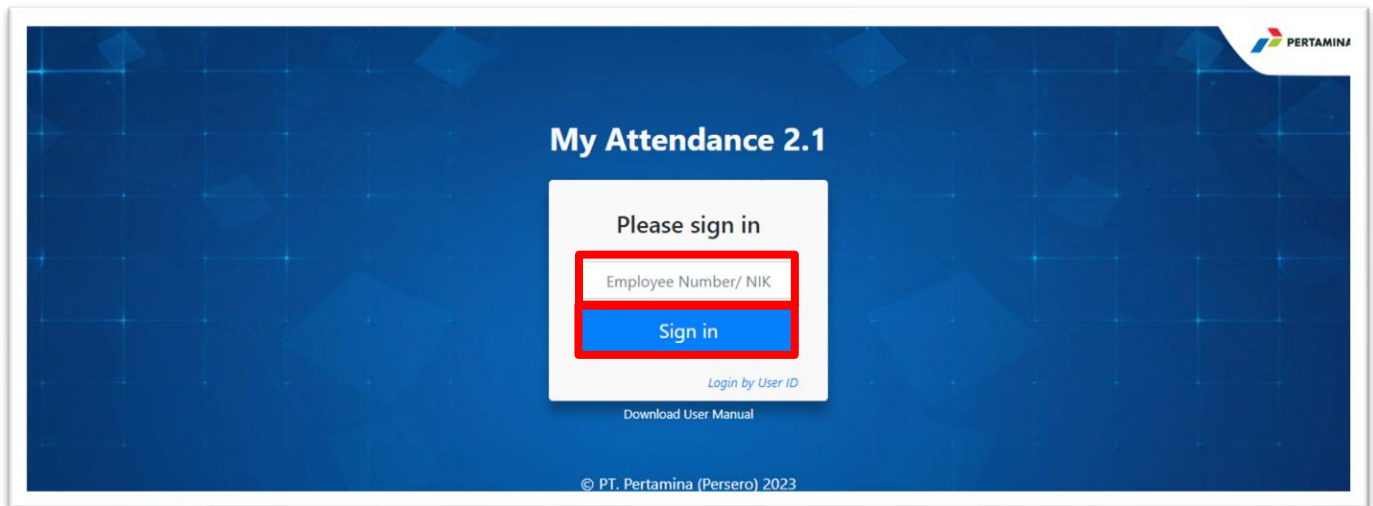 PERTAMINA
My Attendance 2.1
Please sign in
Employee Number/ NIK
Sign in
Login by User ID
Download User Manual
© PT. Pertamina (Persero) 2023